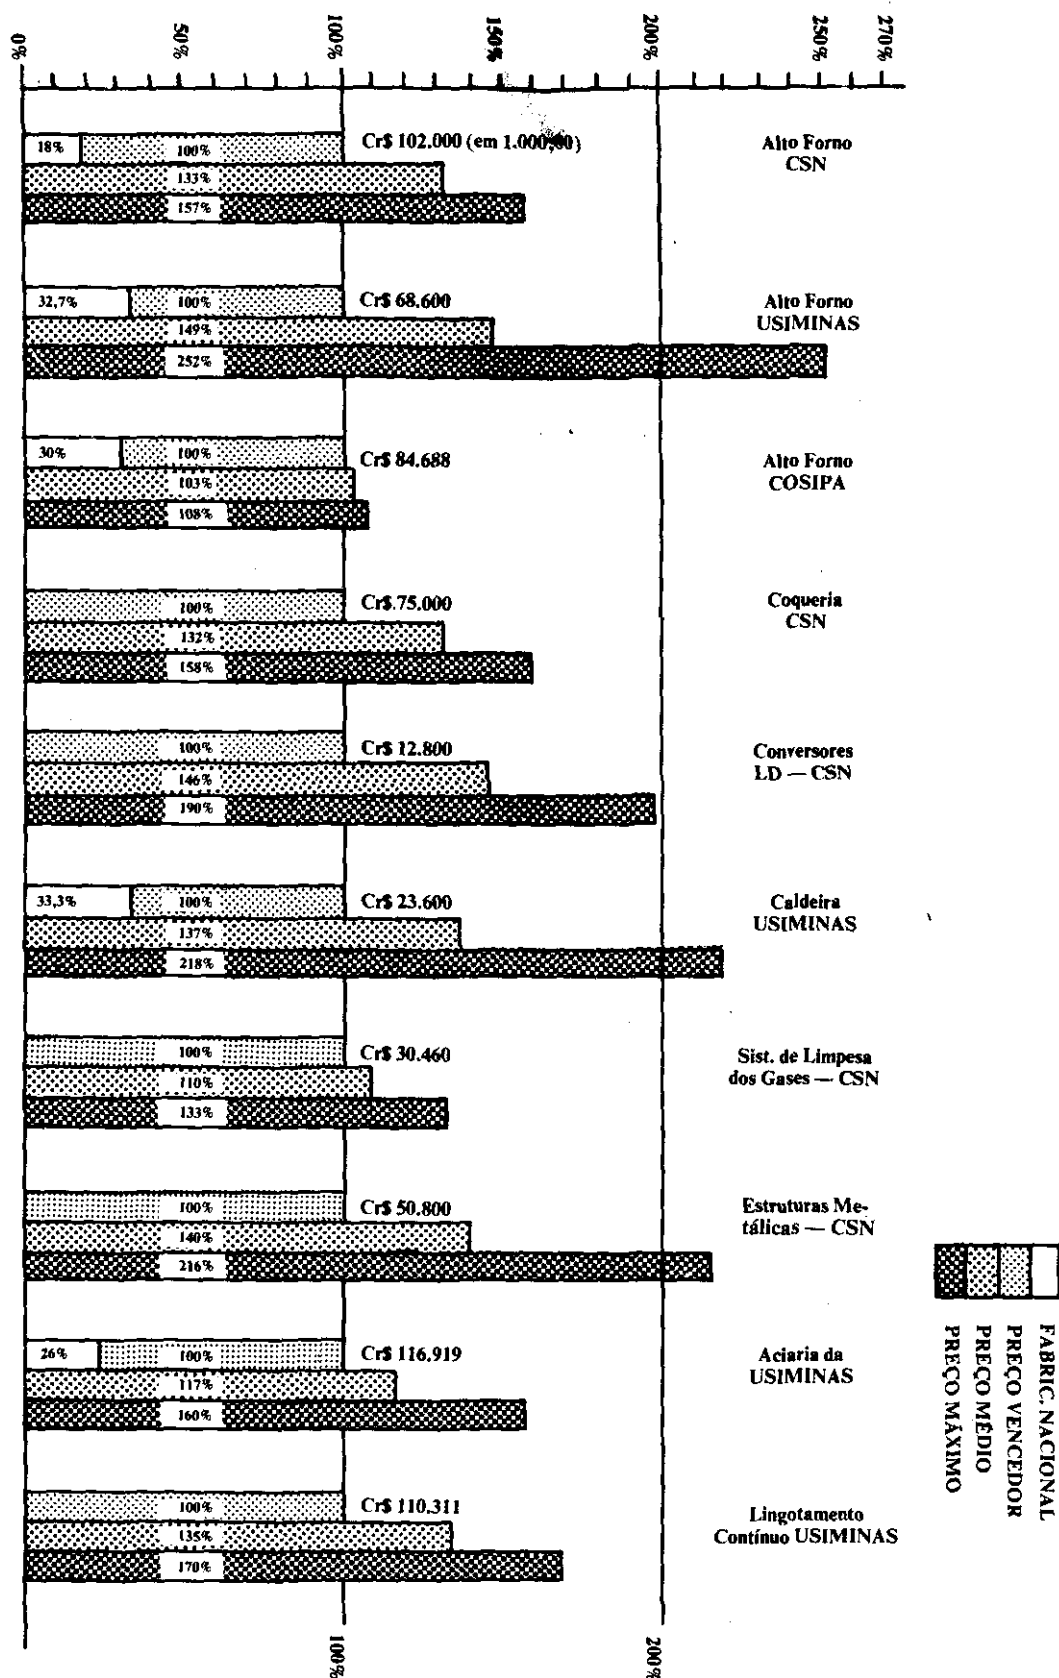 0%
50%
100%
150%
200%
250%
270%
18%
100%
133%
157%
Cr$ 102.000 (em 1.000,00)
Alto Forno
CSN
32,7%
100%
149%
252%
Cr$ 68.600
Alto Forno
USIMINAS
30%
100%
103%
108%
Cr$ 84.688
Alto Forno
COSIPA
100%
132%
158%
Cr$.75.000
Coqueria
CSN
100%
146%
190%
Cr$ 12.800
Conversores
LD — CSN
33,3%
100%
137%
218%
Cr$ 23.600
Caldeira
USIMINAS
100%
110%
133%
Cr$ 30.460
Sist. de Limpesa
dos Gases — CSN
100%
140%
216%
Cr$ 50.800
Estruturas Me-
tálicas — CSN
26%
100%
117%
160%
Cr$ 116.919
Aciaria da
USIMINAS
100%
135%
170%
Cr$ 110.311
Lingotamento
Contínuo USIMINAS
100%
200%
FABRIC. NACIONAL
PREÇO VENCEDOR
PREÇO MÉDIO
PREÇO MÁXIMO